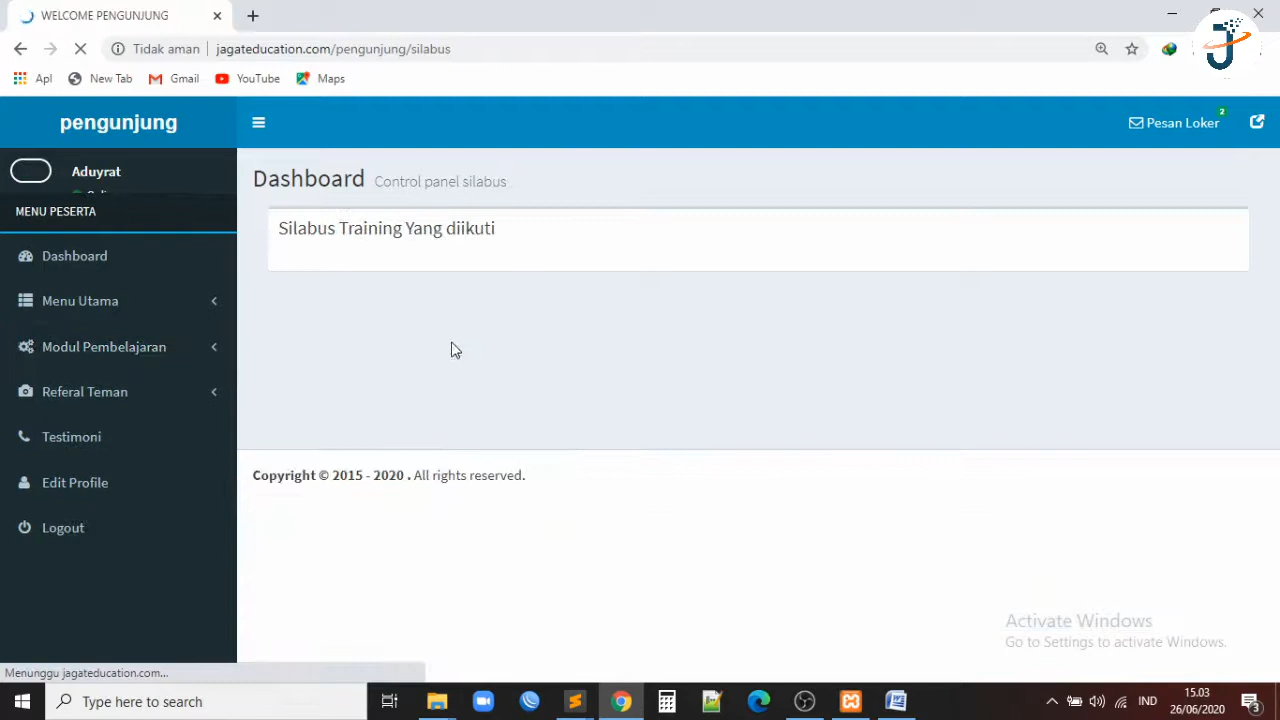 WELCOME PENGUNJUNG
Tidak aman jagateducation.com/pengunjung/silabus
Apl New Tab Gmail YouTube Maps
pengunjung
Pesan Loker 2
Aduyrat
Dashboard Control panel silabus
MENU PESERTA
Silabus Training Yang diikuti
Dashboard
Menu Utama
Modul Pembelajaran
Referal Teman
Testimoni
Copyright © 2015 - 2020 . All rights reserved.
Edit Profile
Logout
Activate Windows
Go to Settings to activate Windows.
Menunggu jagateducation.com...
Type here to search
IND
15.03
26/06/2020
3